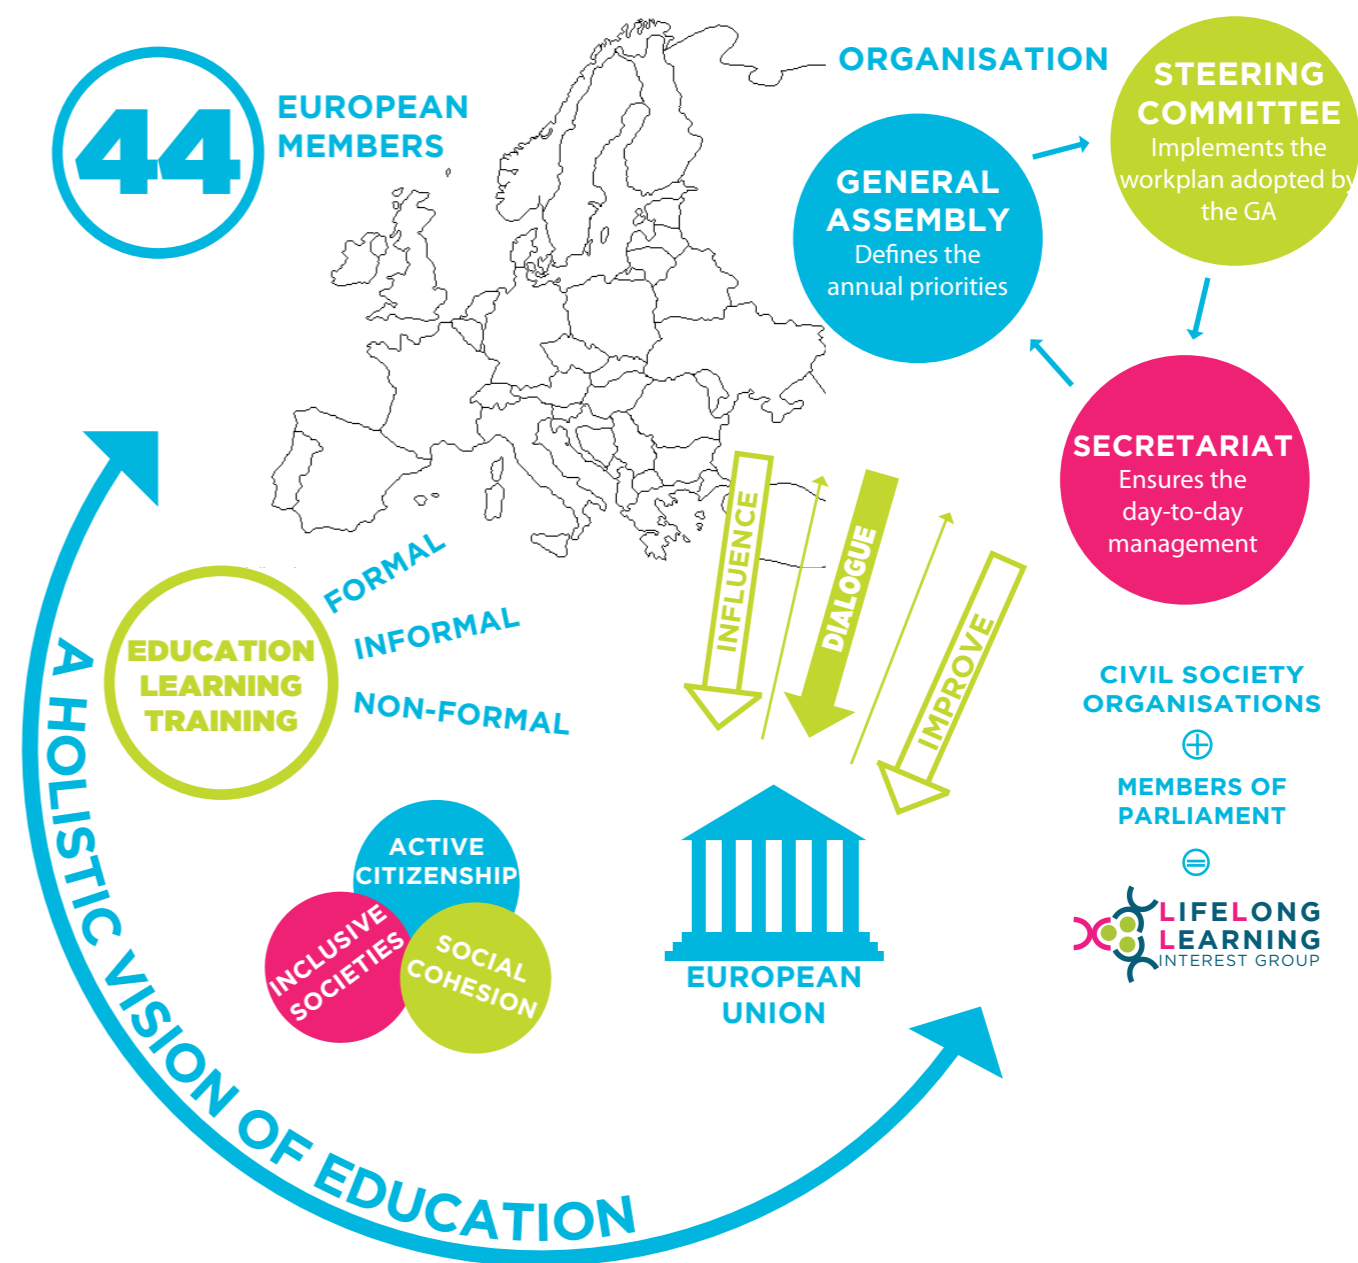 44
EUROPEAN
MEMBERS
ORGANISATION
GENERAL
ASSEMBLY
Defines the
annual priorities
STEERING
COMMITTEE
Implements the
workplan adopted by
the GA
SECRETARIAT
Ensures the
day-to-day
management
INFLUENCE
DIALOGUE
IMPROVE
FORMAL
INFORMAL
NON-FORMAL
EDUCATION
LEARNING
TRAINING
A HOLISTIC VISION OF EDUCATION
ACTIVE
CITIZENSHIP
INCLUSIVE
SOCIETIES
SOCIAL
COHESION
EUROPEAN
UNION
CIVIL SOCIETY
ORGANISATIONS
+
MEMBERS OF
PARLIAMENT
=
LIFELONG
LEARNING
INTEREST GROUP